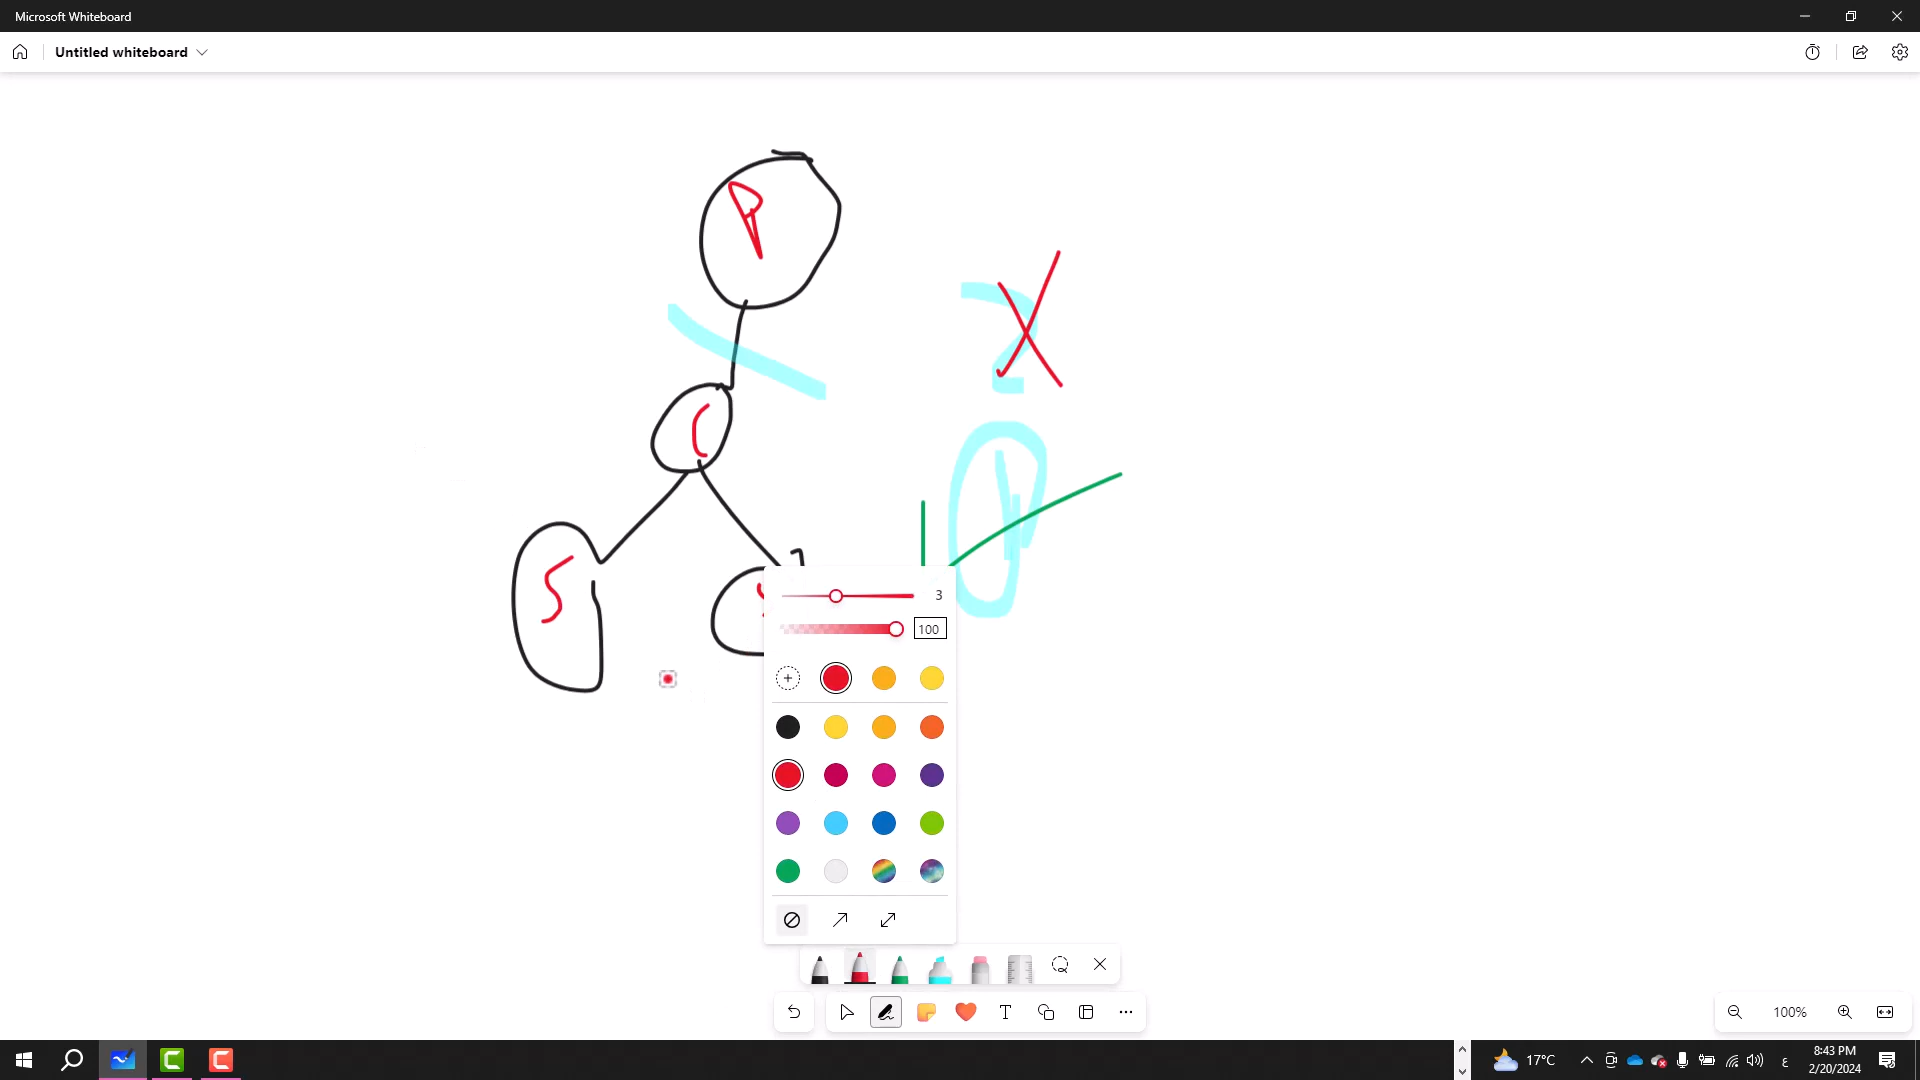 Microsoft Whiteboard
Untitled whiteboard
P
C
S
3
100
T
100%
17°C
ع
8:43 PM
2/20/2024